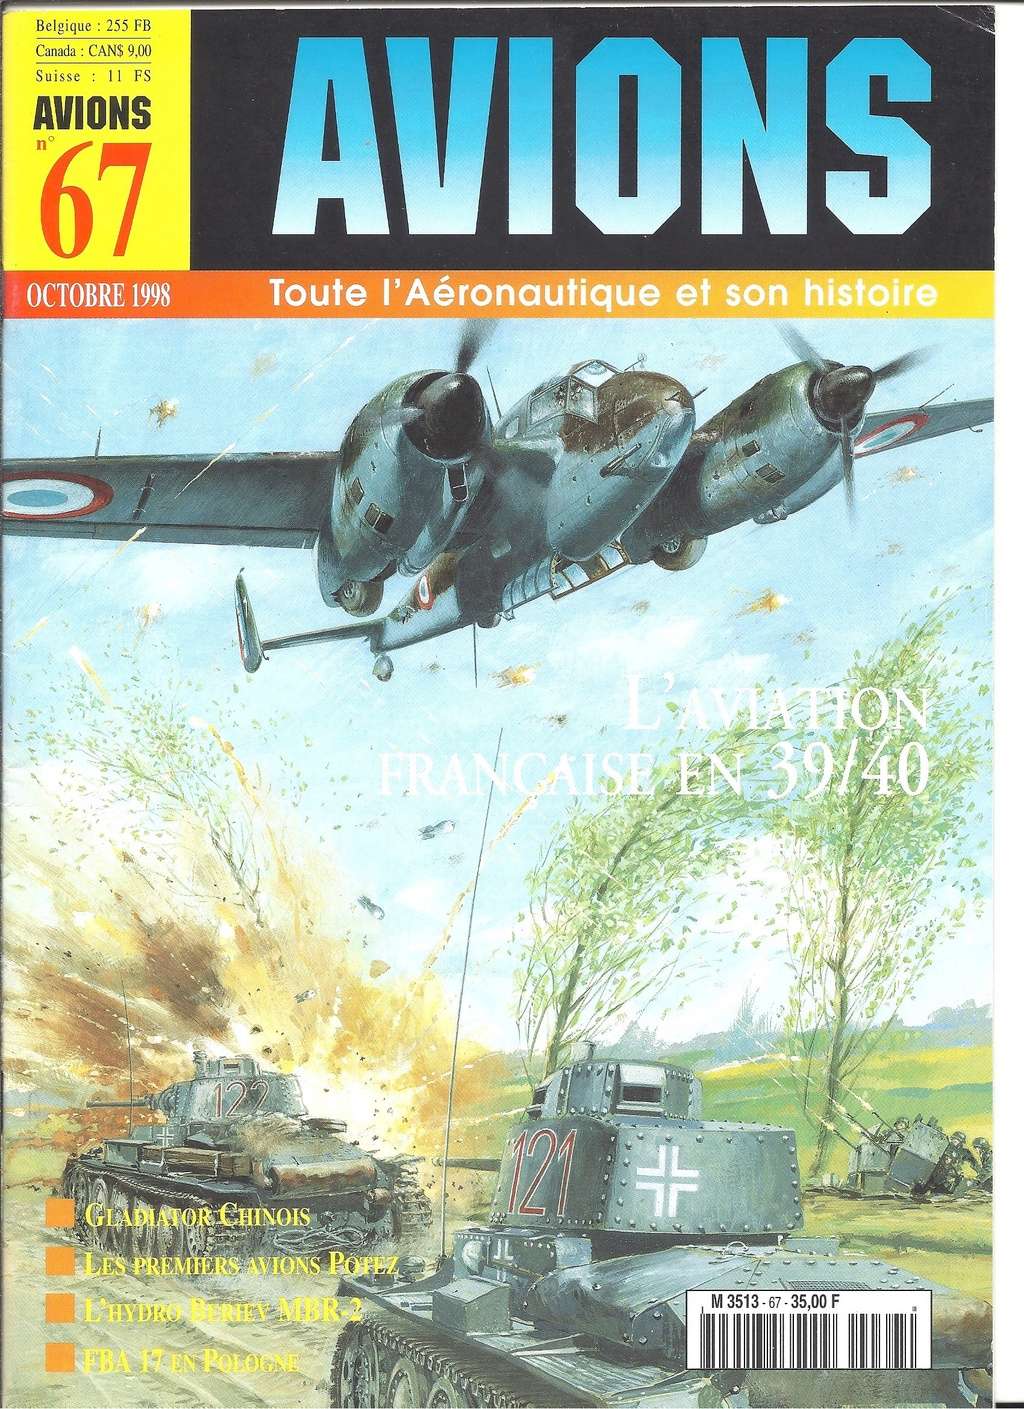 Belgique : 255 FB
Canada : CAN$ 9,00
Suisse : 11 FS
AVIONS
n°
67
AVIONS
OCTOBRE 1998
Toute l'Aéronautique et son histoire
L'AVIATION
FRANÇAISE EN 39/40
122
121
GLADIATOR CHINOIS
LES PREMIERS AVIONS POTEZ
L'HYDRO BERIEV MBR-2
FBA 17 EN POLOGNE
M 3513 - 67 - 35,00 F